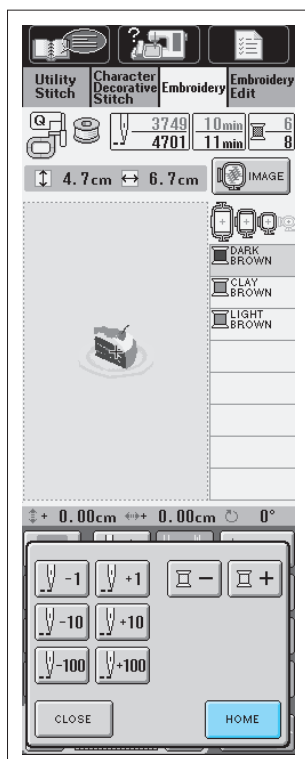 ?
Utility
Stitch
Character
Decorative
Stitch
Embroidery
Embroidery
Edit
Q
3749
4701
10min
11min
6
8
4.7cm
6.7cm
IMAGE
DARK
BROWN
CLAY
BROWN
LIGHT
BROWN
+ 0.00cm
+ 0.00cm
0°
-1
+1
-
+
-10
+10
-100
+100
CLOSE
HOME